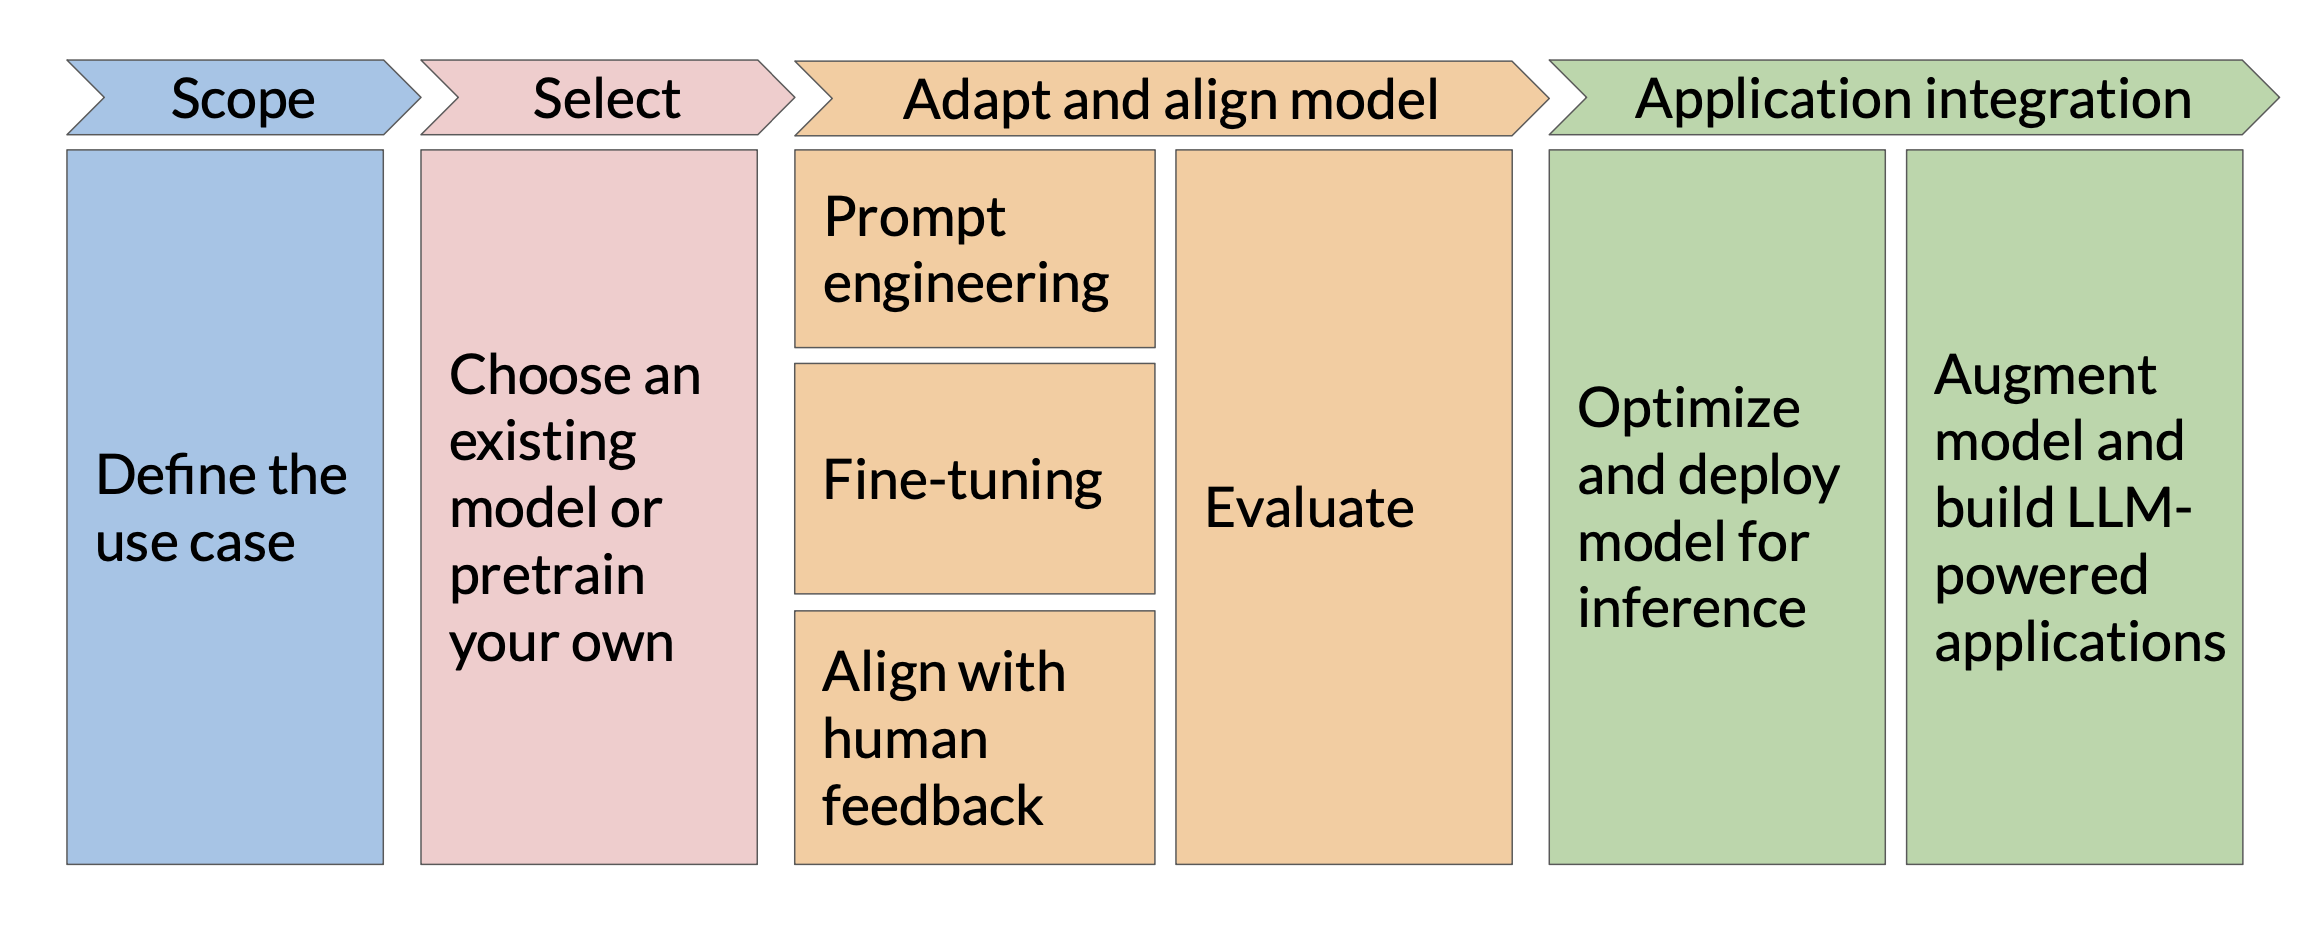 Scope
Select
Adapt and align model
Application integration
Define the
use case
Choose an
existing
model or
pretrain
your own
Prompt
engineering
Fine-tuning
Align with
human
feedback
Evaluate
Optimize
and deploy
model for
inference
Augment
model and
build LLM-
powered
applications